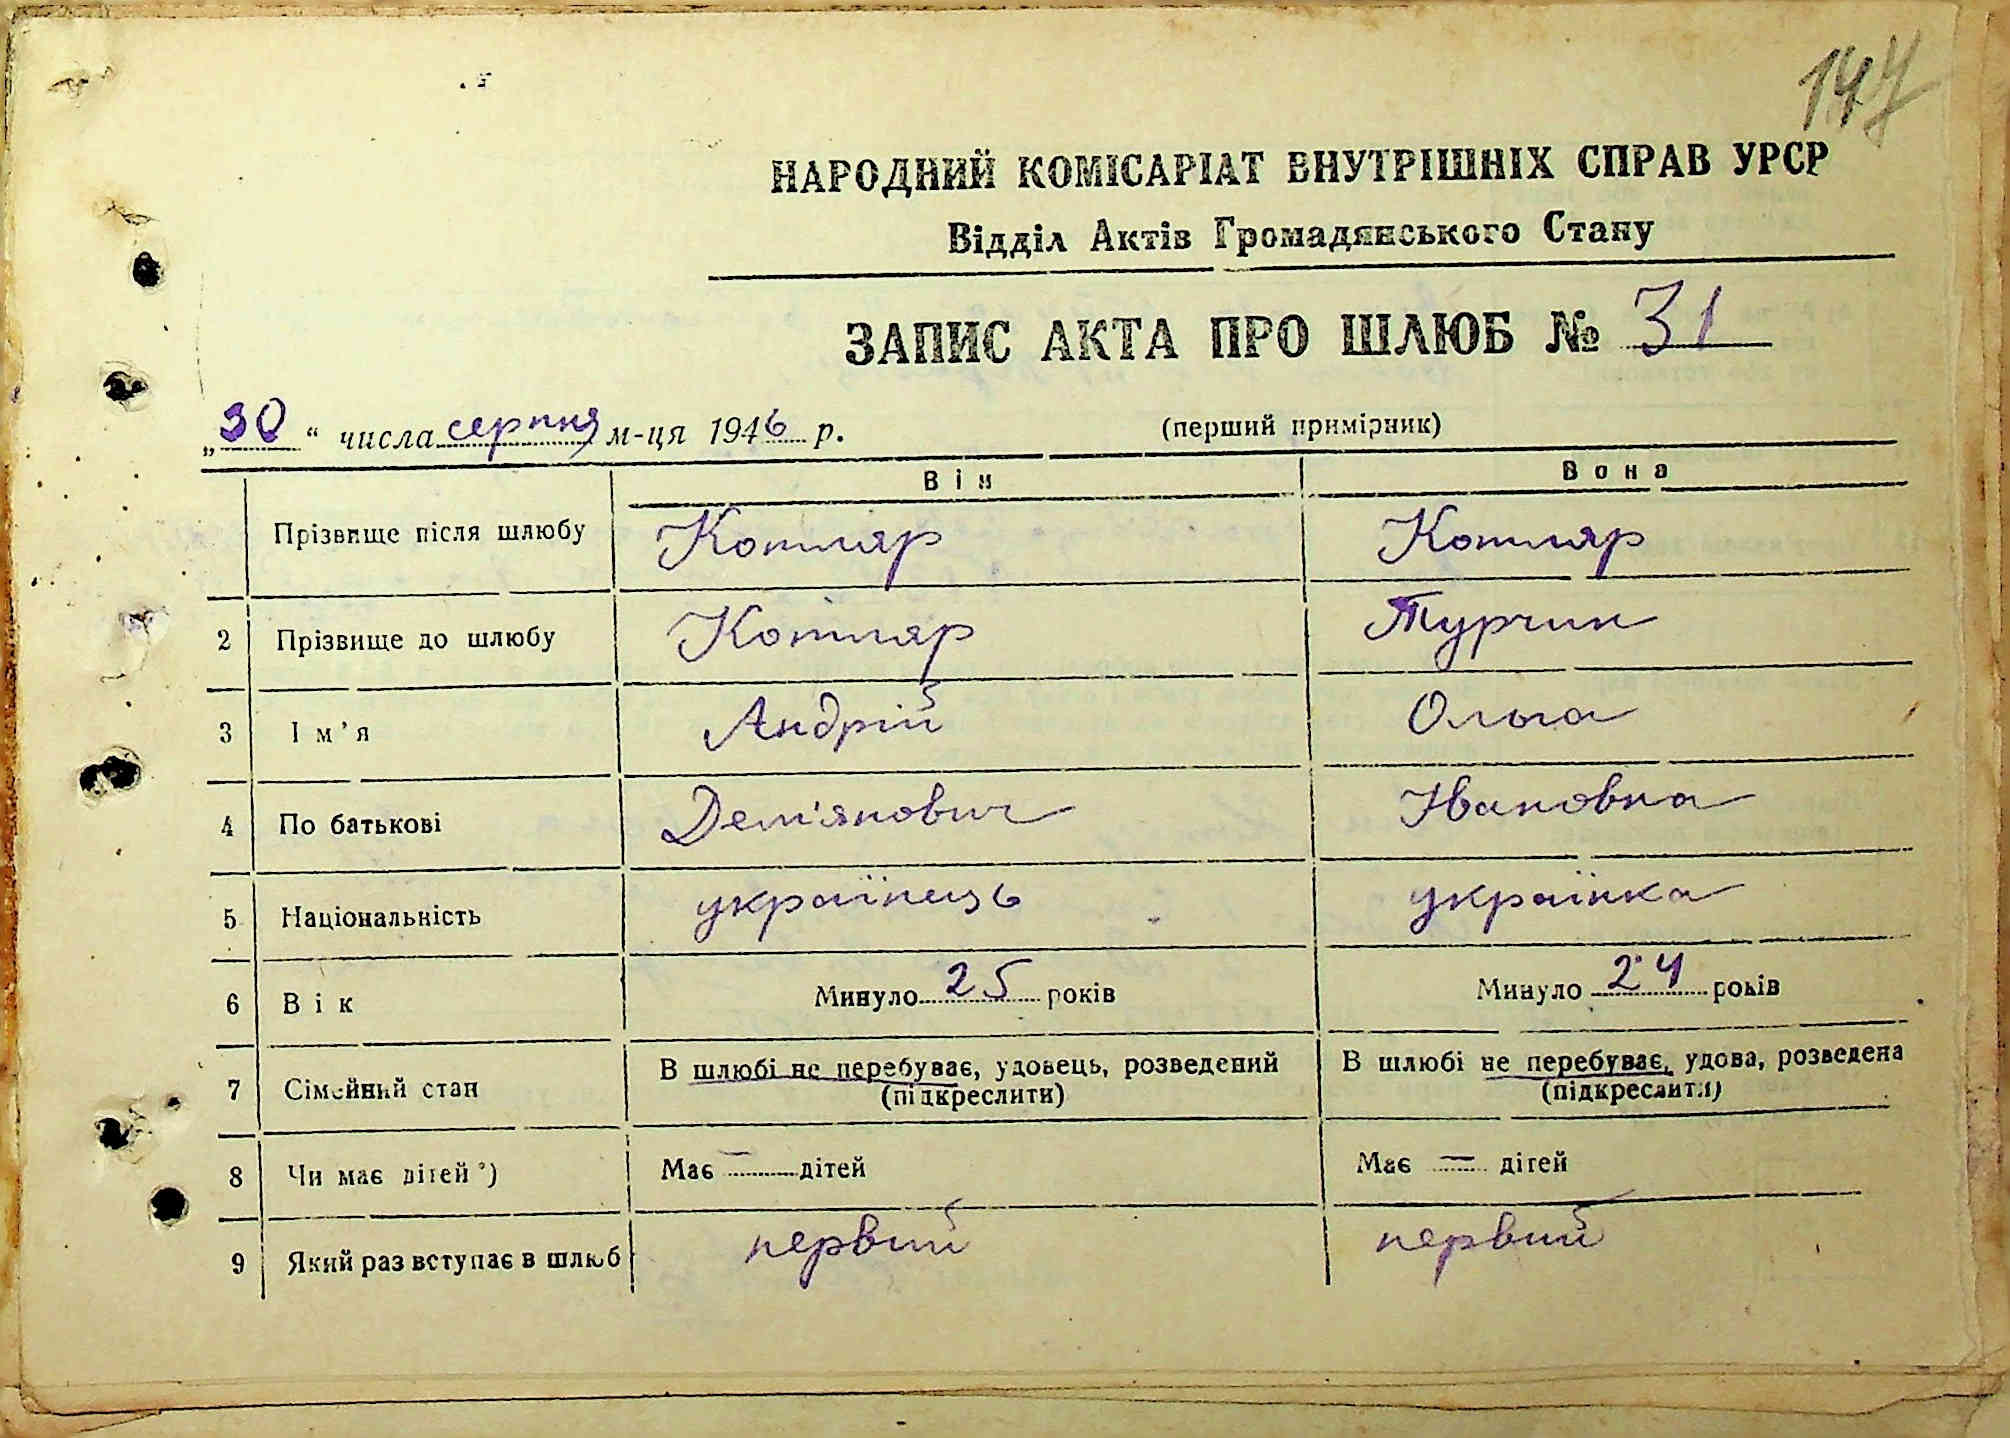 147
НАРОДНИЙ КОМІСАРІАТ ВНУТРІШНІХ СПРАВ УРСР
Відділ Актів Громадянського Стану
ЗАПИС АКТА ПРО ШЛЮБ № 31
„30“ числа серпня м-ця 1946 р. (перший примірник)
Він Вона
Прізвище після шлюбу Котляр Котляр
2 Прізвище до шлюбу Котляр Турчин
3 Ім’я Андрій Ольга
4 По батькові Дем'янович Івановна
5 Національність українець українка
6 Вік Минуло 25 років Минуло 24 років
7 Сімейний стан В шлюбі не перебуває, удовець, розведений В шлюбі не перебуває, удова, розведена
(підкреслити) (підкреслити)
8 Чи має дітей *) Має — дітей Має — дітей
9 Який раз вступає в шлюб первий первий